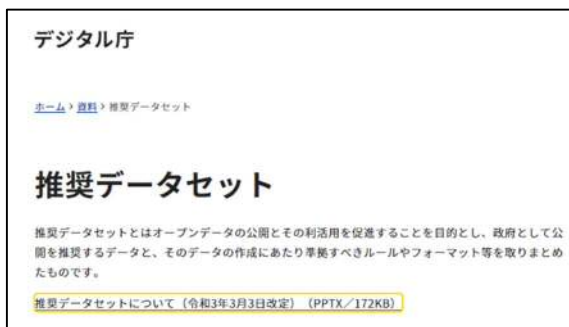 デジタル庁
ホーム > 資料 > 推奨データセット
推奨データセット
推奨データセットとはオープンデータの公開とその利活用を促進することを目的とし、政府として公
開を推奨するデータと、そのデータの作成にあたり準拠すべきルールやフォーマット等を取りまとめ
たものです。
推奨データセットについて（令和3年3月3日改定）（PPTX／172KB）